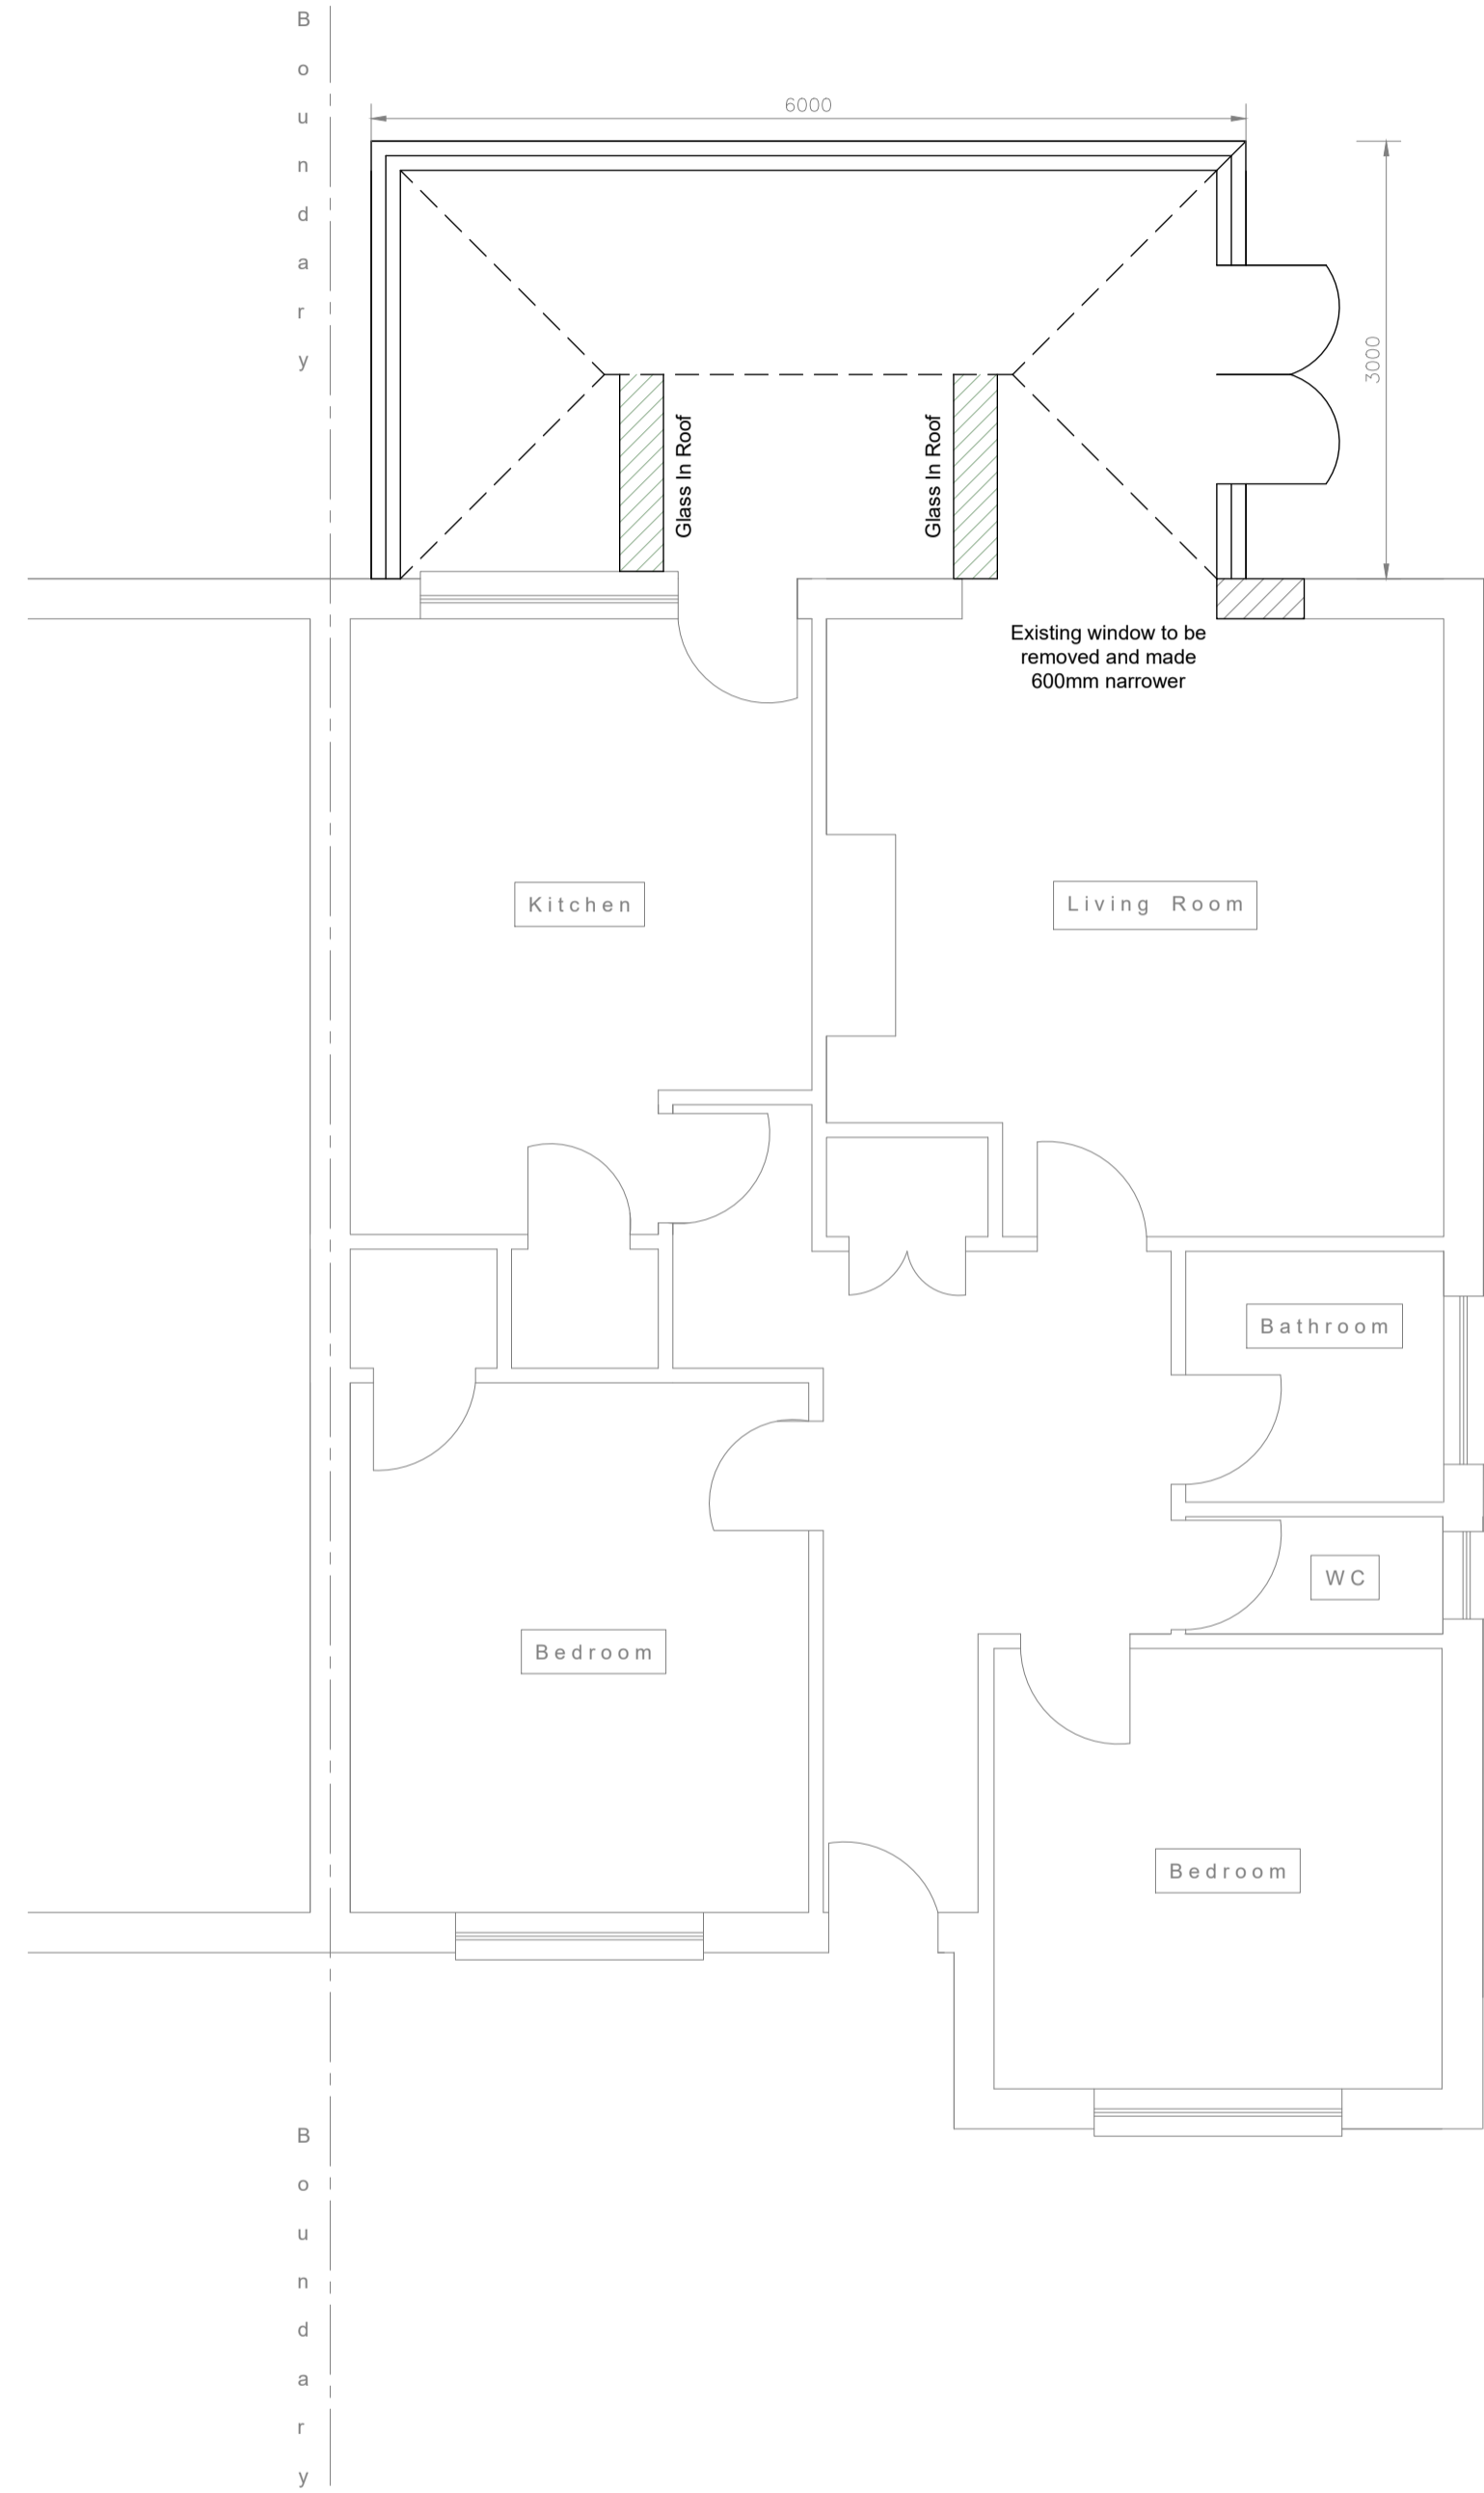 Boundary
6000
3000
Glass In Roof
Glass In Roof
Existing window to be
removed and made
600mm narrower
Kitchen
Living Room
Bathroom
WC
Bedroom
Bedroom
Boundary